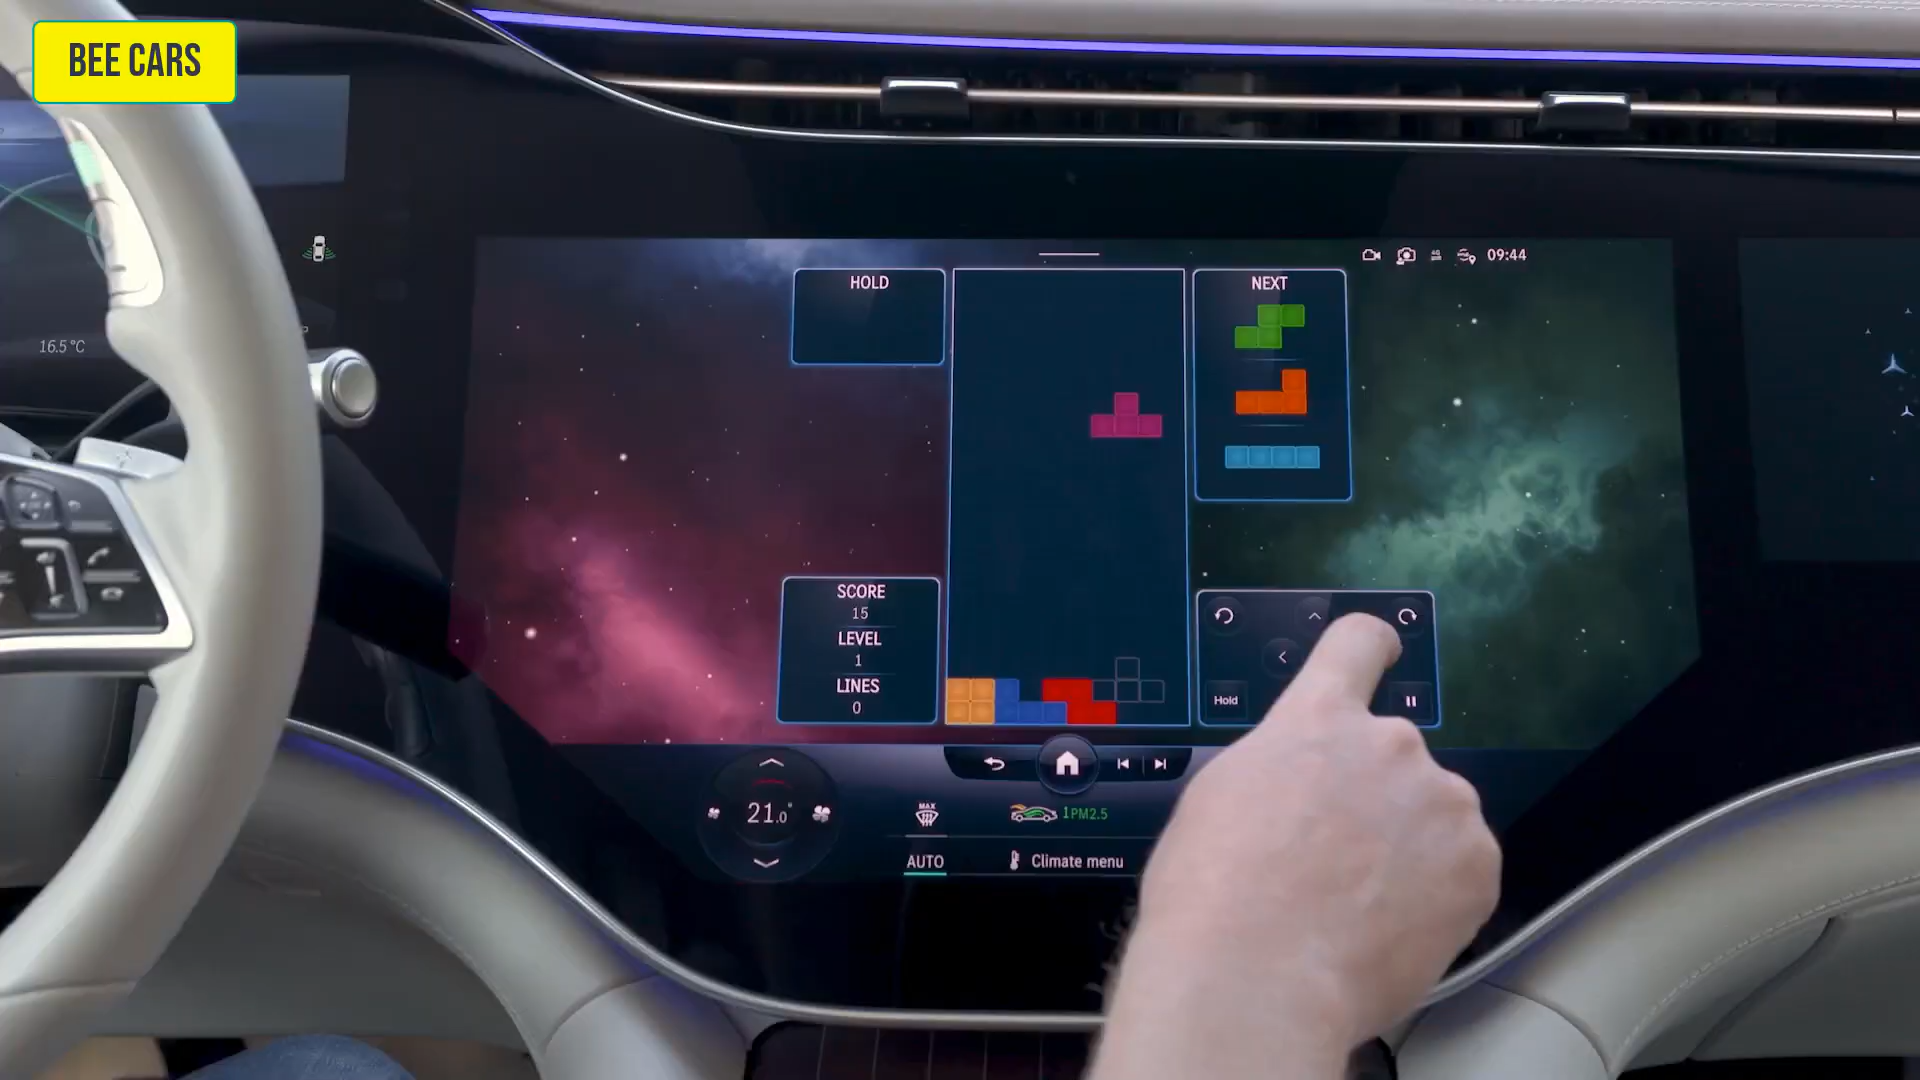 BEE CARS
16.5°C
09:44
HOLD
NEXT
SCORE
15
LEVEL
1
LINES
0
Hold
21.0°
MAX
1PM2.5
AUTO
Climate menu